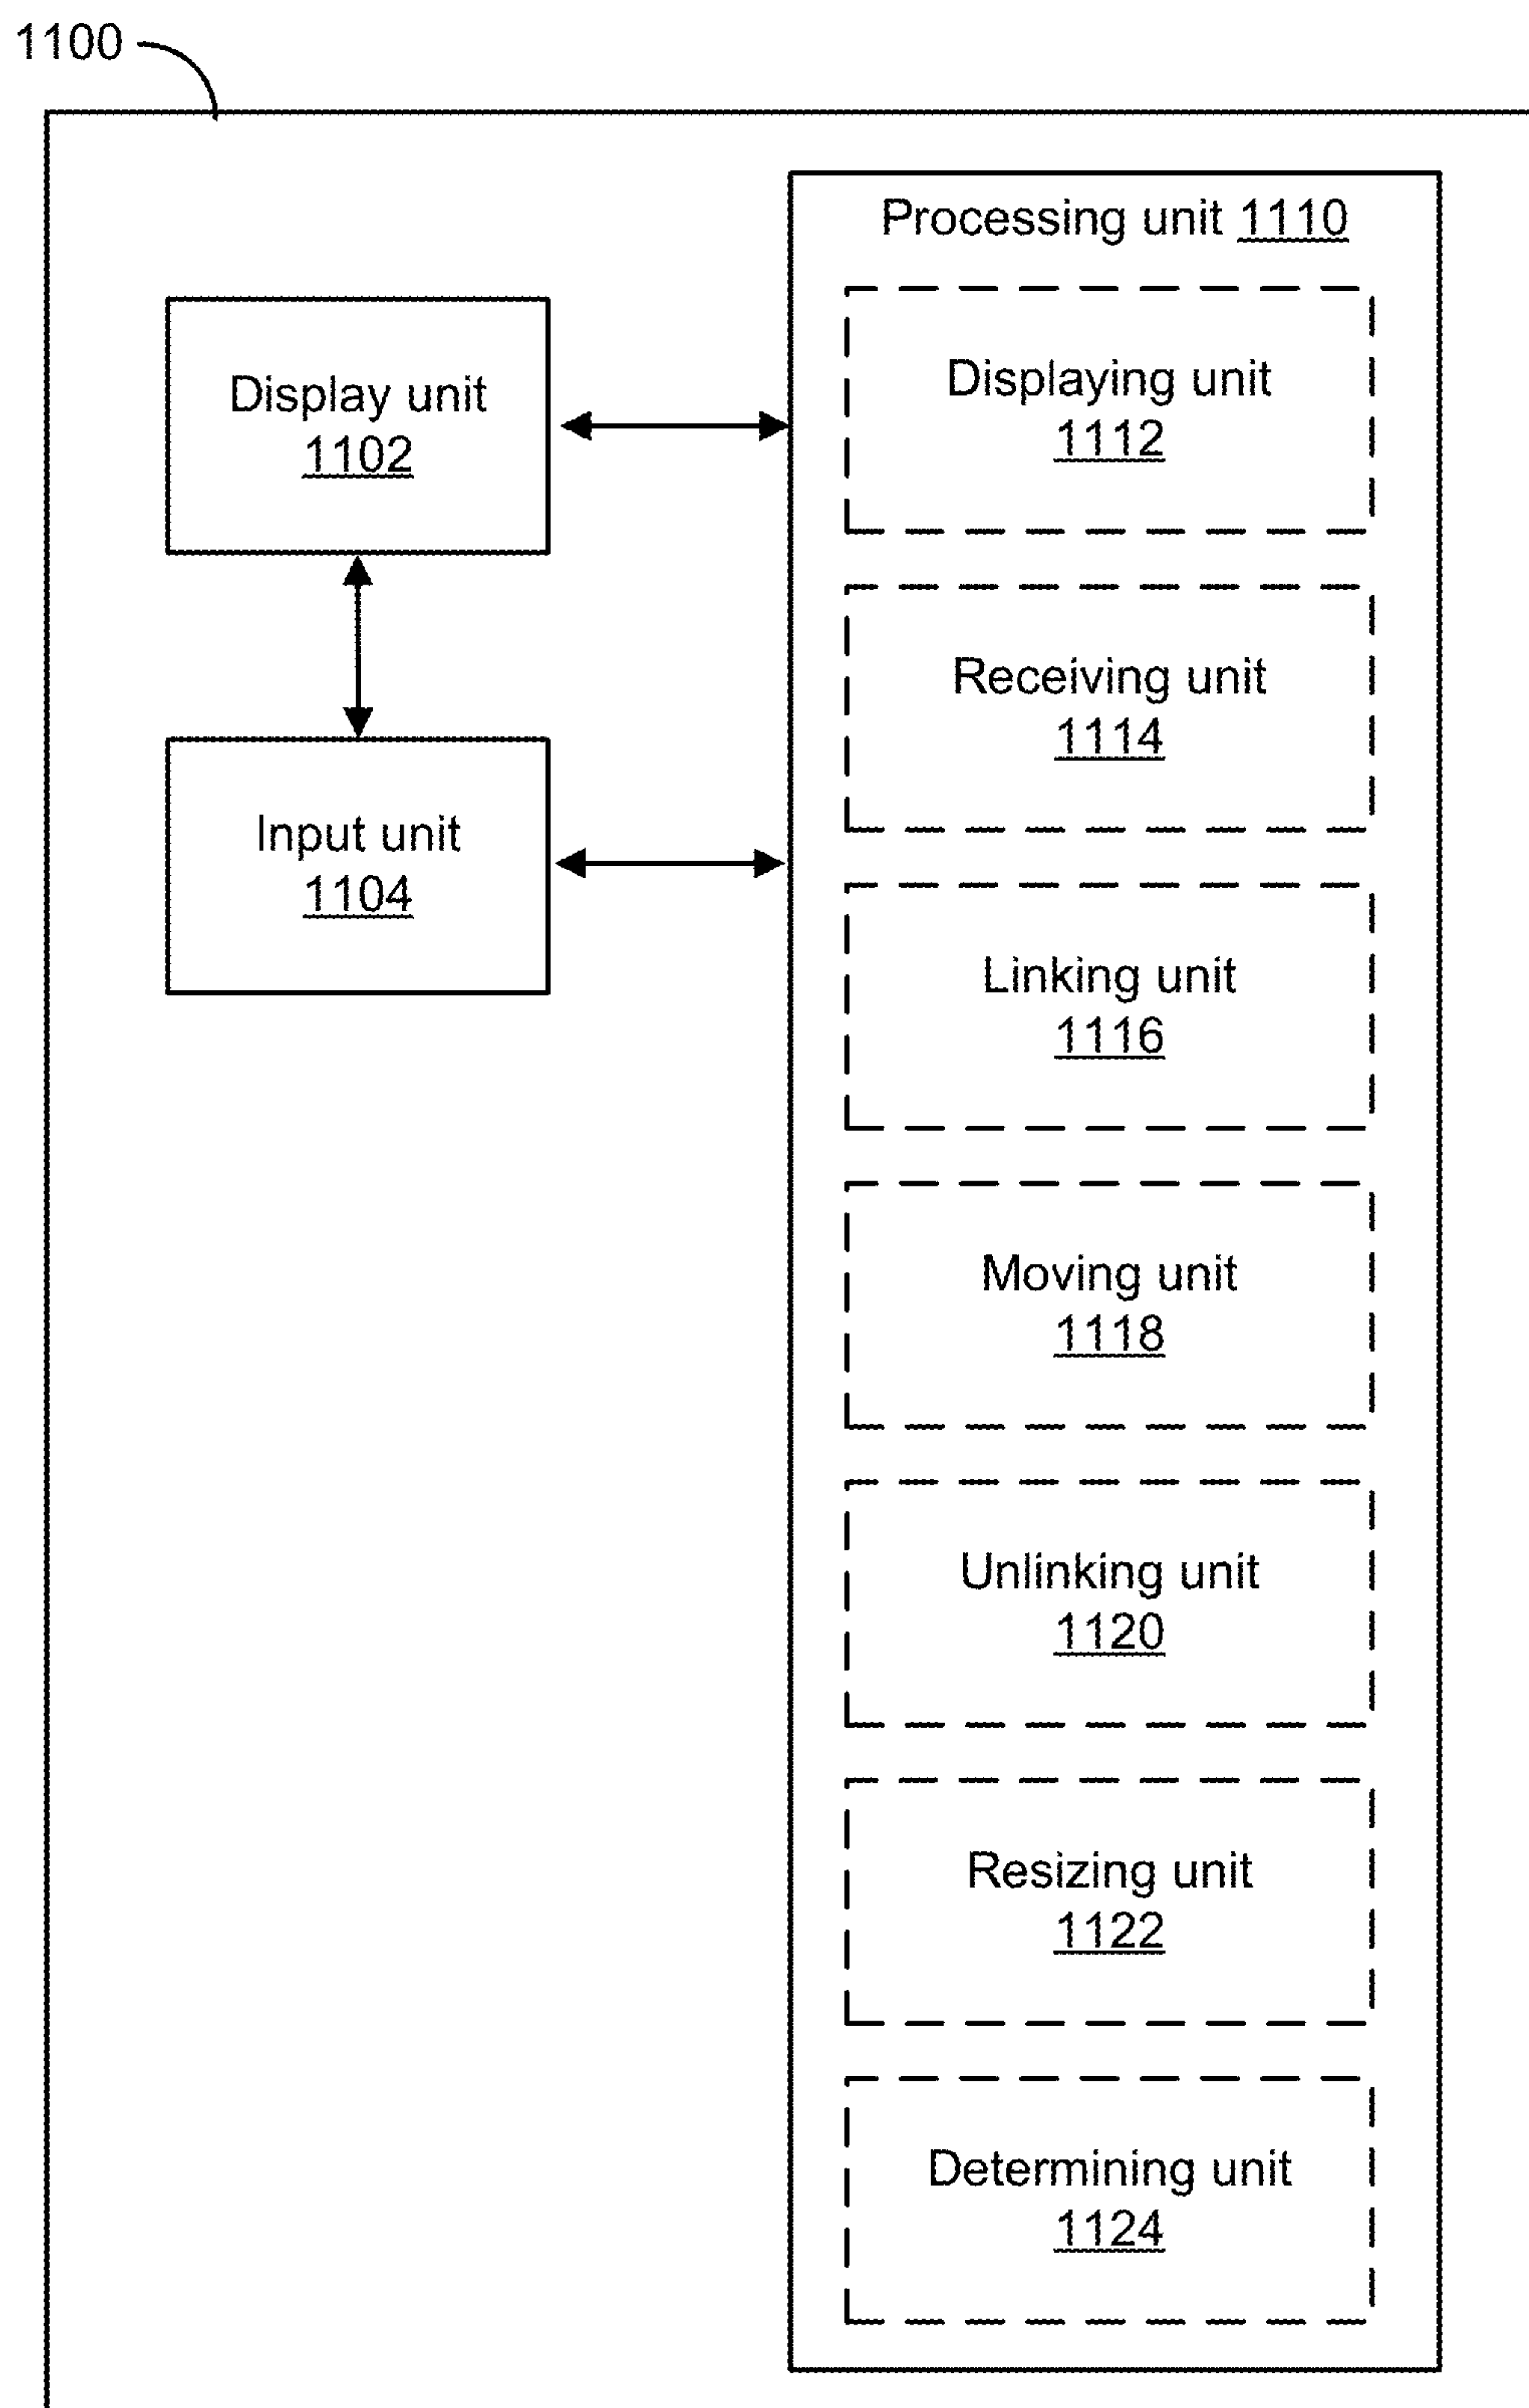 1100
Processing unit 1110
Display unit
1102
Input unit
1104
Displaying unit
1112
Receiving unit
1114
Linking unit
1116
Moving unit
1118
Unlinking unit
1120
Resizing unit
1122
Determining unit
1124